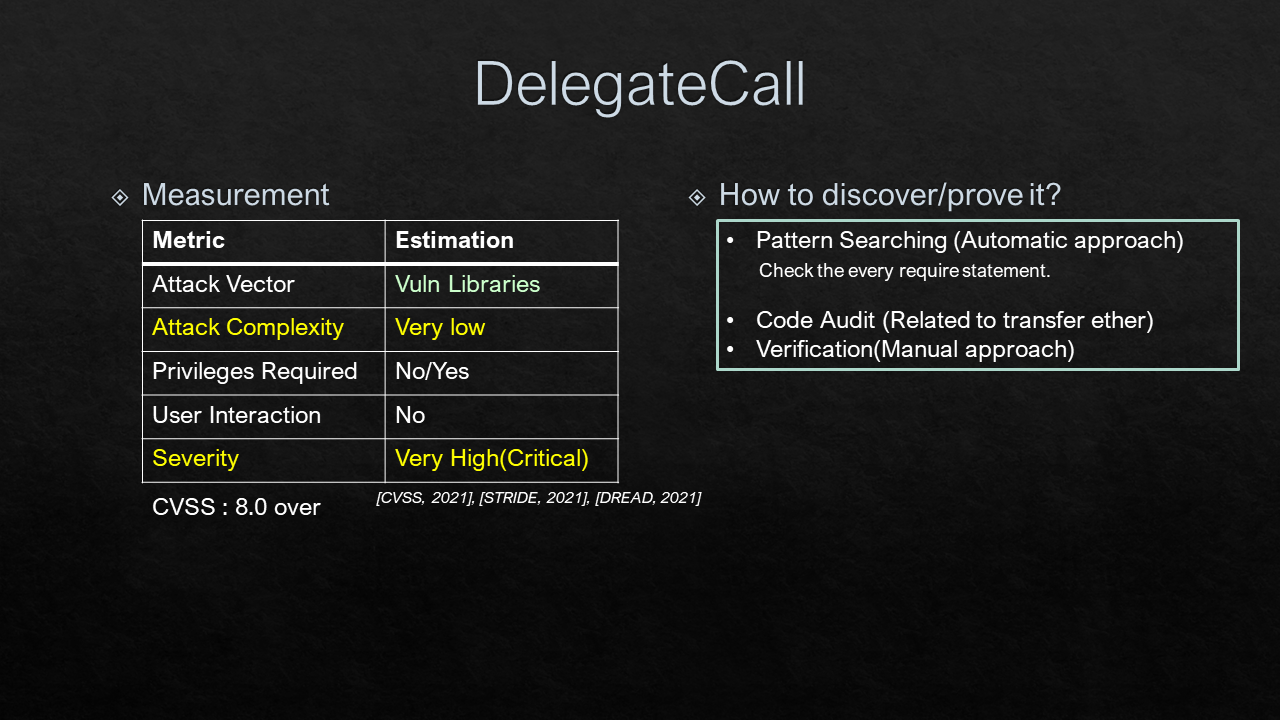 DelegateCall
Measurement
Metric Estimation
Attack Vector Vuln Libraries
Attack Complexity Very low
Privileges Required No/Yes
User Interaction No
Severity Very High(Critical)
CVSS : 8.0 over
[CVSS, 2021], [STRIDE, 2021], [DREAD, 2021]
How to discover/prove it?
• Pattern Searching (Automatic approach)
Check the every require statement.
• Code Audit (Related to transfer ether)
• Verification(Manual approach)